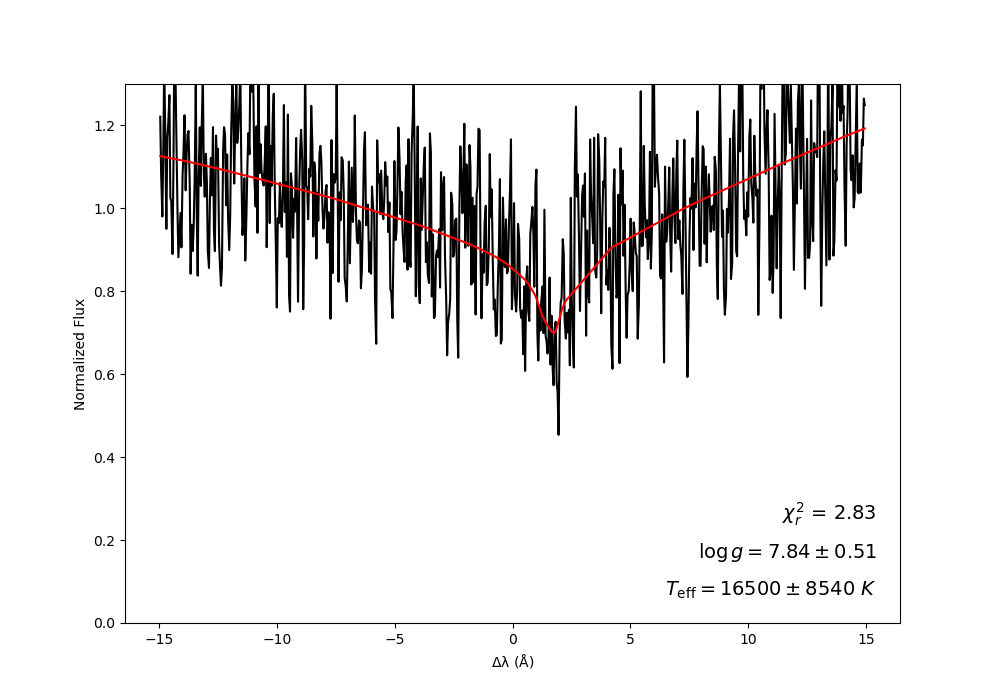 1.2
1.0
0.8
0.6
0.4
0.2
0.0
Normalized Flux
χ²ᵣ = 2.83
log g = 7.84 ± 0.51
T_eff = 16500 ± 8540 K
−15 −10 −5 0 5 10 15
Δλ (Å)